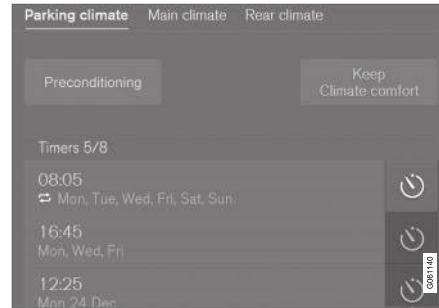 Parking climate Main climate Rear climate
Preconditioning
Keep
Climate comfort
Timers 5/8
08:05
Mon, Tue, Wed, Fri, Sat, Sun
16:45
Mon, Wed, Fri
12:25
Mon 24 Dec
G061140